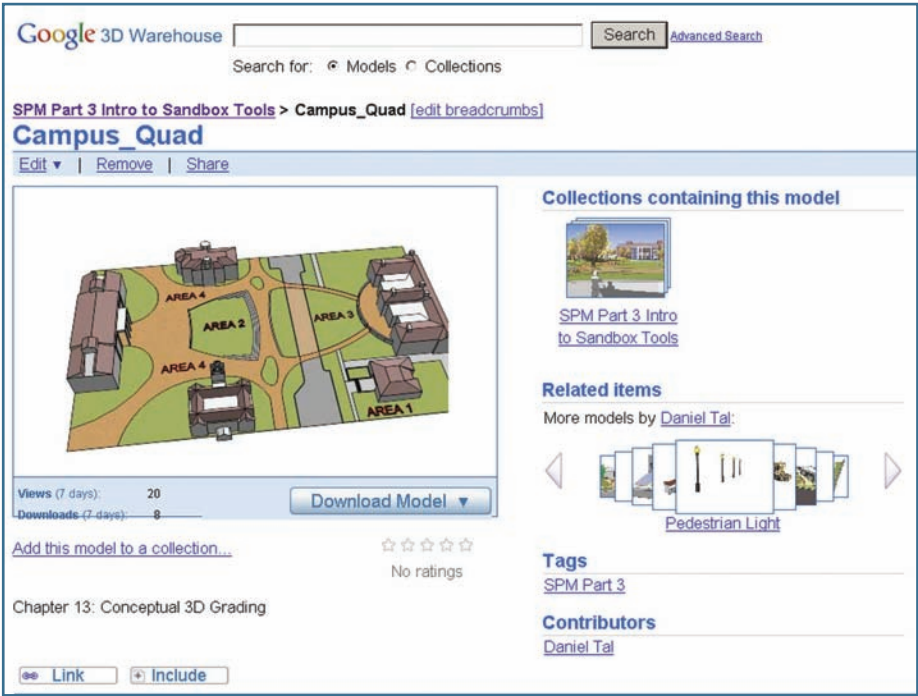 Google 3D Warehouse Search Advanced Search
Search for: Models Collections
SPM Part 3 Intro to Sandbox Tools > Campus_Quad [edit breadcrumbs]
Campus_Quad
Edit ▼ | Remove | Share
AREA 4
AREA 2
AREA 3
AREA 4
AREA 1
Views (7 days): 20
Downloads (7 days): 8
Download Model ▼
Add this model to a collection...
No ratings
Chapter 13: Conceptual 3D Grading
Link Include
Collections containing this model
SPM Part 3 Intro
to Sandbox Tools
Related items
More models by Daniel Tal:
Pedestrian Light
Tags
SPM Part 3
Contributors
Daniel Tal